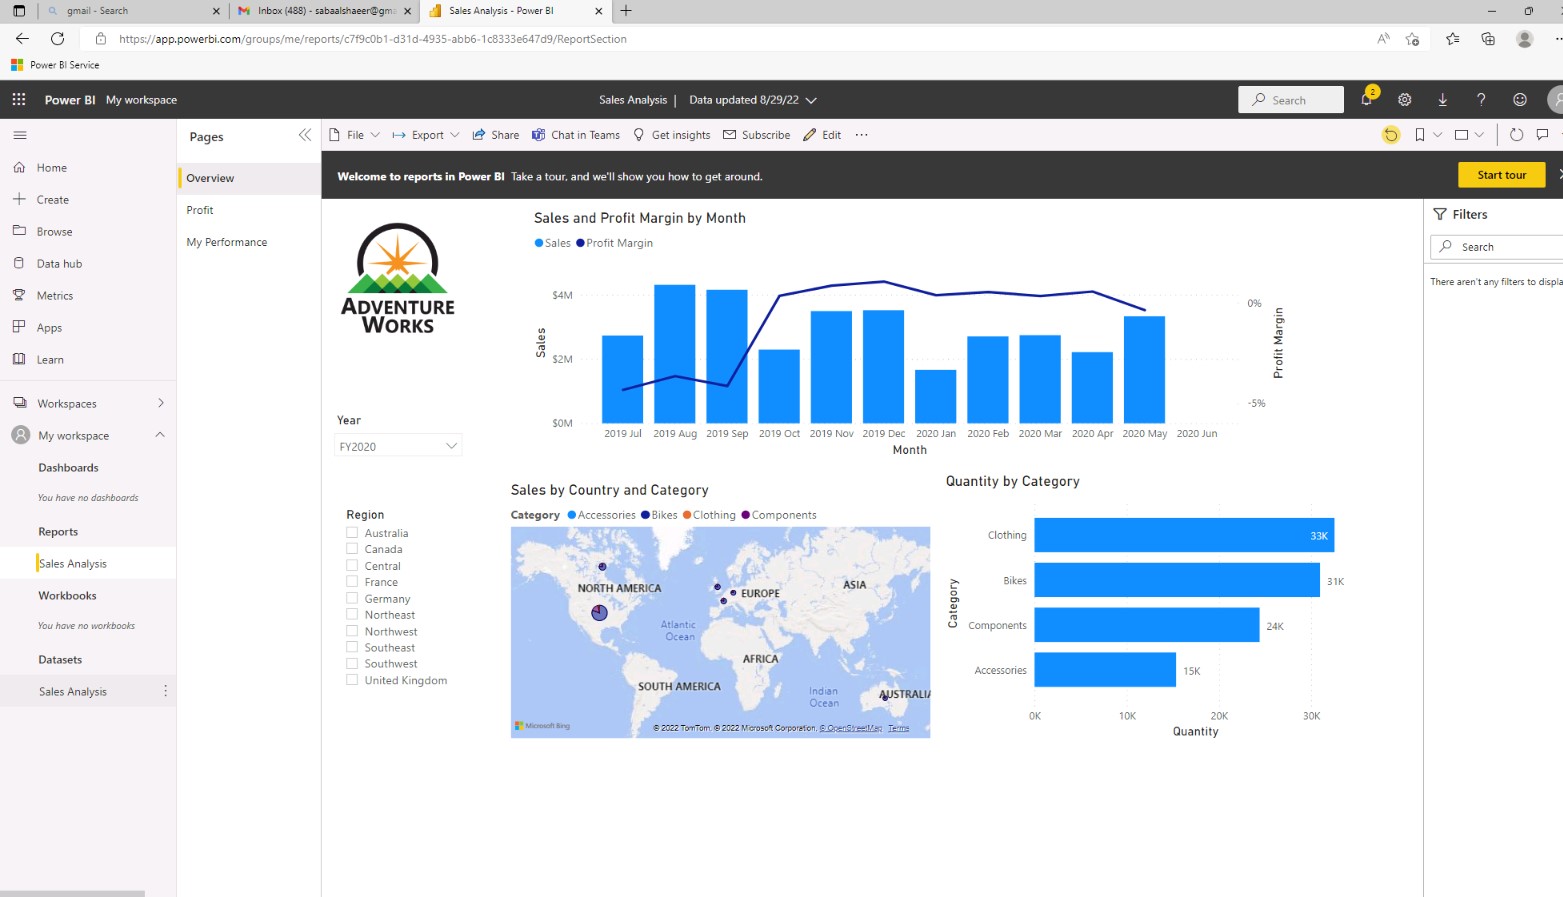 gmail - Search
Inbox (488) - sabaalshaeer@gma
Sales Analysis - Power BI
https://app.powerbi.com/groups/me/reports/c7f9c0b1-d31d-4935-abb6-1c8333e647d9/ReportSection
Power BI Service
Power BI My workspace
Sales Analysis | Data updated 8/29/22
Search
2
Pages
File
Export
Share
Chat in Teams
Get insights
Subscribe
Edit
Home
Create
Browse
Data hub
Metrics
Apps
Learn
Workspaces
My workspace
Dashboards
You have no dashboards
Reports
Sales Analysis
Workbooks
You have no workbooks
Datasets
Sales Analysis
Overview
Profit
My Performance
Welcome to reports in Power BI Take a tour, and we'll show you how to get around.
Start tour
Filters
Search
There aren't any filters to displa
ADVENTURE
WORKS
Year
FY2020
Region
Australia
Canada
Central
France
Germany
Northeast
Northwest
Southeast
Southwest
United Kingdom
Sales and Profit Margin by Month
Sales Profit Margin
$4M
$2M
$0M
Sales
0%
-5%
Profit Margin
2019 Jul 2019 Aug 2019 Sep 2019 Oct 2019 Nov 2019 Dec 2020 Jan 2020 Feb 2020 Mar 2020 Apr 2020 May 2020 Jun
Month
Sales by Country and Category
Category Accessories Bikes Clothing Components
NORTH AMERICA
EUROPE
ASIA
Atlantic
Ocean
AFRICA
SOUTH AMERICA
Indian
Ocean
AUSTRALIA
Microsoft Bing
© 2022 TomTom, © 2022 Microsoft Corporation, © OpenStreetMap Terms
Quantity by Category
Category
Clothing 33K
Bikes 31K
Components 24K
Accessories 15K
0K 10K 20K 30K
Quantity